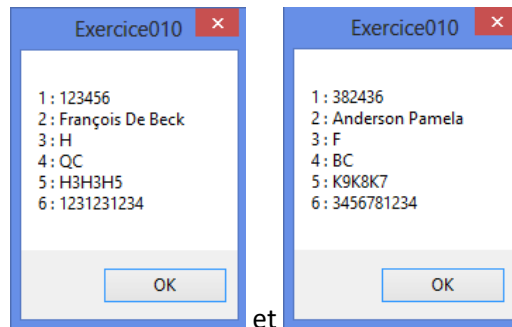 Exercice010
1 : 123456
2 : François De Beck
3 : H
4 : QC
5 : H3H3H5
6 : 1231231234
OK
et
Exercice010
1 : 382436
2 : Anderson Pamela
3 : F
4 : BC
5 : K9K8K7
6 : 3456781234
OK